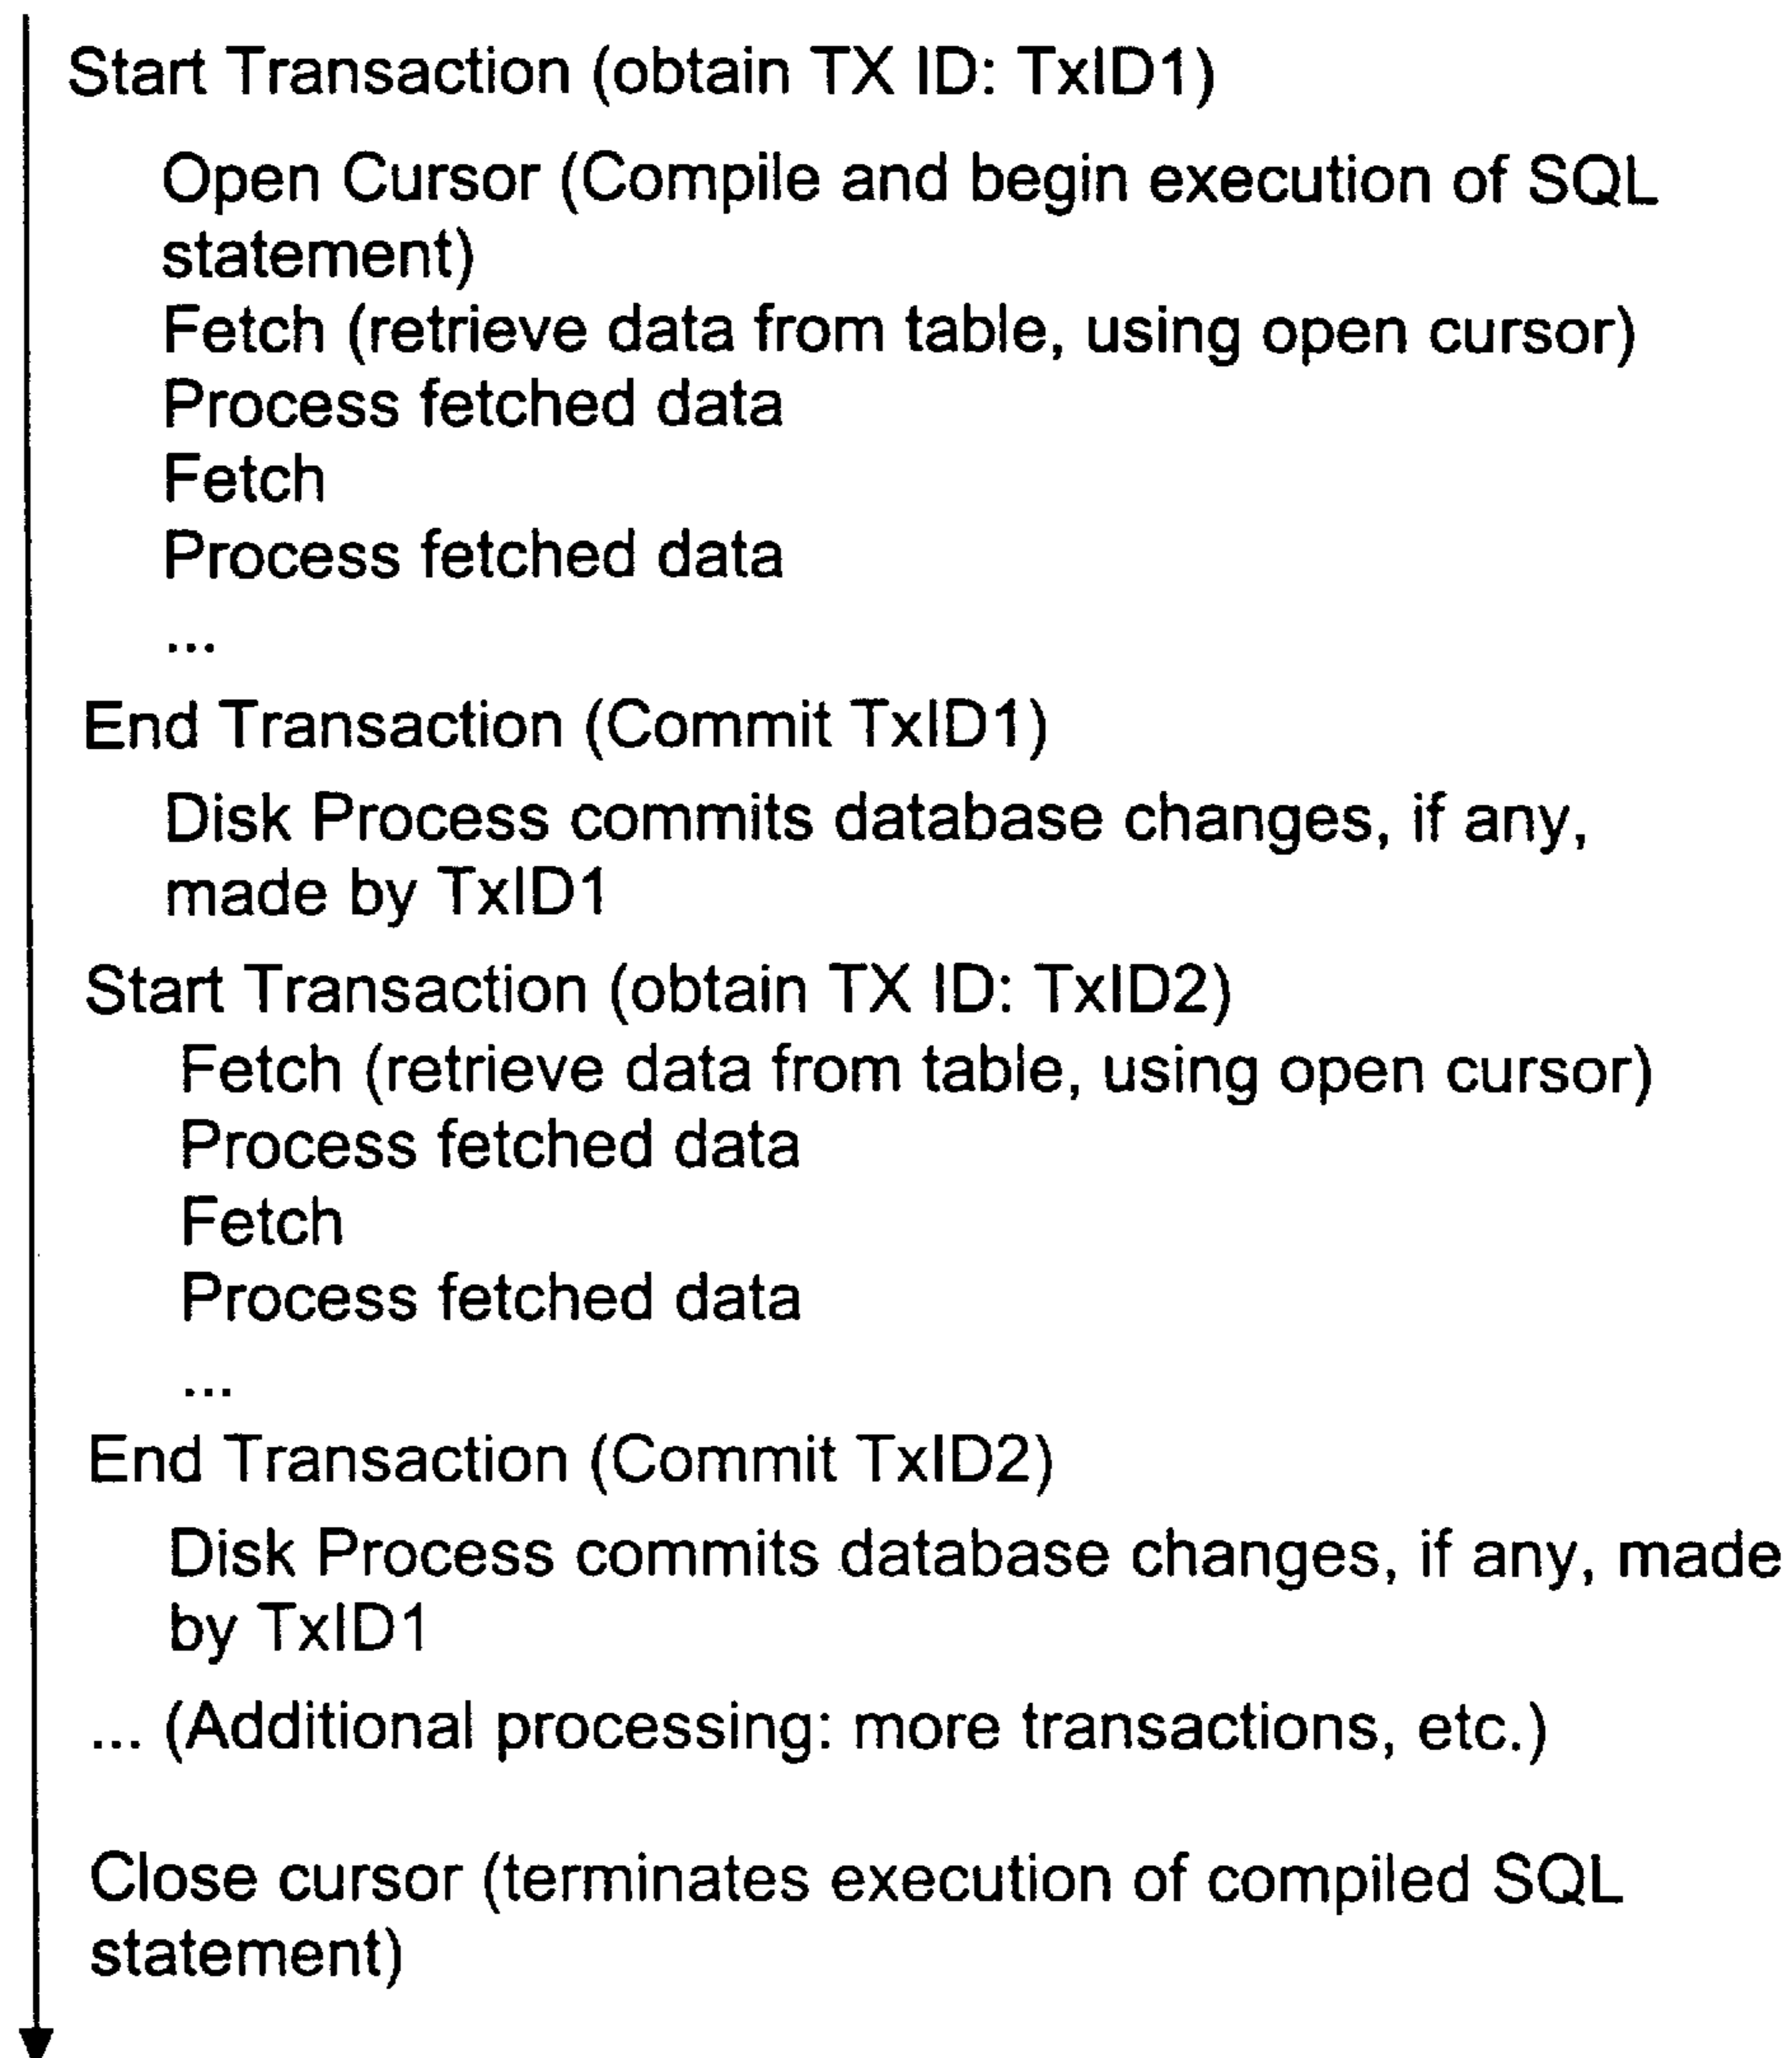 Start Transaction (obtain TX ID: TxID1)
Open Cursor (Compile and begin execution of SQL
statement)
Fetch (retrieve data from table, using open cursor)
Process fetched data
Fetch
Process fetched data
...
End Transaction (Commit TxID1)
Disk Process commits database changes, if any,
made by TxID1
Start Transaction (obtain TX ID: TxID2)
Fetch (retrieve data from table, using open cursor)
Process fetched data
Fetch
Process fetched data
...
End Transaction (Commit TxID2)
Disk Process commits database changes, if any, made
by TxID1
... (Additional processing: more transactions, etc.)
Close cursor (terminates execution of compiled SQL
statement)